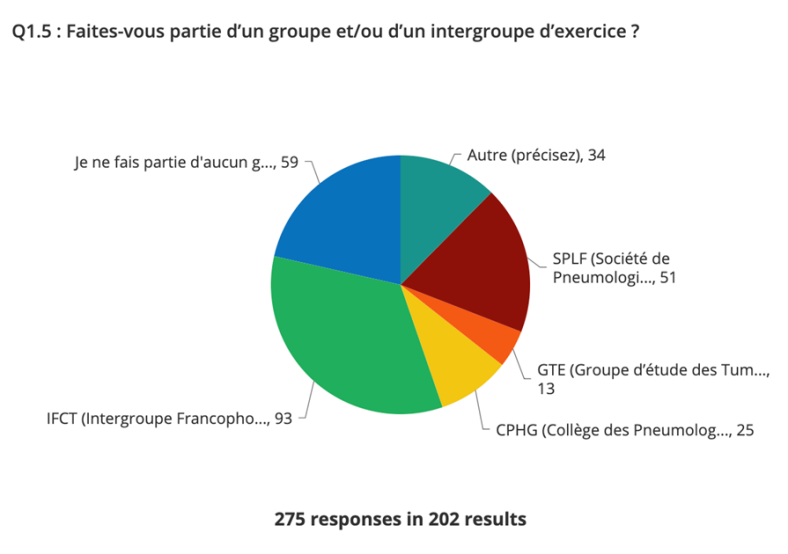 Q1.5 : Faites-vous partie d’un groupe et/ou d’un intergroupe d’exercice ?
Je ne fais partie d'aucun g..., 59
Autre (précisez), 34
SPLF (Société de
Pneumologi..., 51
GTE (Groupe d’étude des Tum...,
13
IFCT (Intergroupe Francopho..., 93
CPHG (Collège des Pneumolog..., 25
275 responses in 202 results